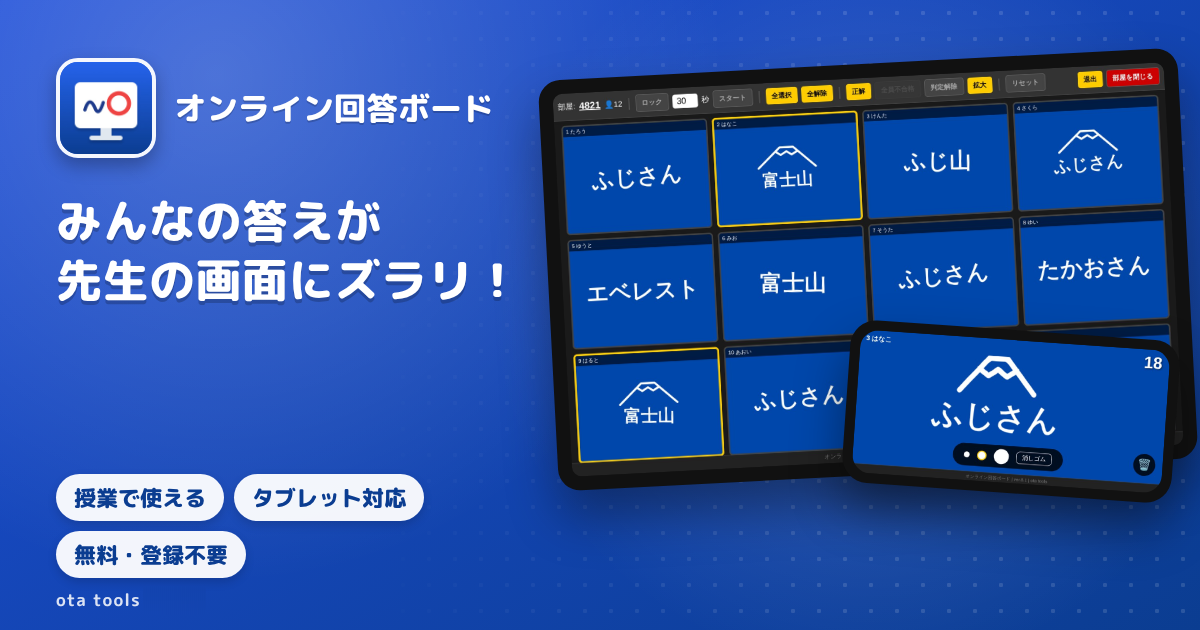 オンライン回答ボード
みんなの答えが
先生の画面にズラリ！
授業で使える
タブレット対応
無料・登録不要
ota tools
部屋: 4821 👤12 ロック 30 秒 スタート 全選択 全解除 正解 判定解除 拡大 リセット 退出 部屋を閉じる
1 たろう
ふじさん
2 はなこ
富士山
3 けんた
ふじ山
4 さくら
ふじさん
5 ゆうと
エベレスト
6 みお
富士山
7 そうた
ふじさん
8 ゆい
たかおさん
9 はると
富士山
10 あおい
ふじさん
3 はなこ
18
ふじさん
消しゴム